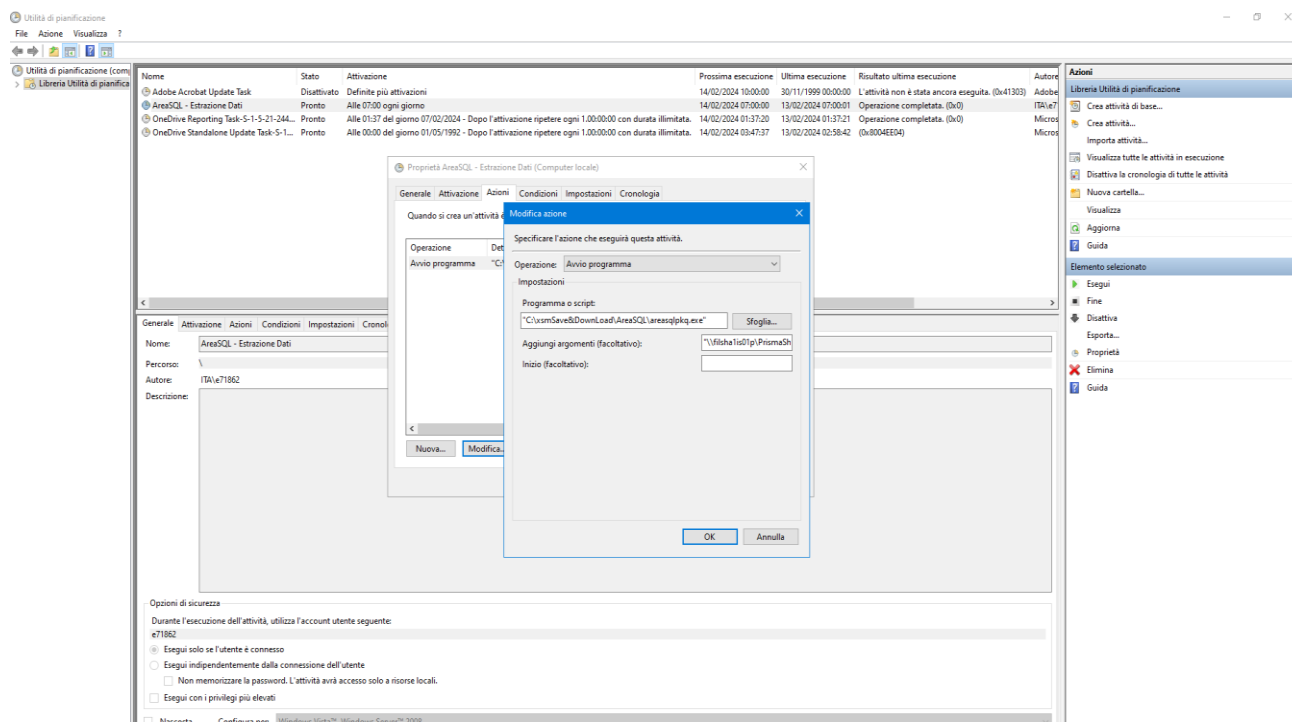 Utilità di pianificazione
File Azione Visualizza ?
Utilità di pianificazione (com
Libreria Utilità di pianifica
Nome Stato Attivazione Prossima esecuzione Ultima esecuzione Risultato ultima esecuzione Autore
Adobe Acrobat Update Task Disattivato Definite più attivazioni 14/02/2024 10:00:00 30/11/1999 00:00:00 L'attività non è stata ancora eseguita. (0x41303) Adobe
AreaSQL - Estrazione Dati Pronto Alle 07:00 ogni giorno 14/02/2024 07:00:00 13/02/2024 07:00:01 Operazione completata. (0x0) ITA\e7
OneDrive Reporting Task-S-1-5-21-244... Pronto Alle 01:37 del giorno 07/02/2024 - Dopo l'attivazione ripetere ogni 1.00:00:00 con durata illimitata. 14/02/2024 01:37:20 13/02/2024 01:37:21 Operazione completata. (0x0) Micros
OneDrive Standalone Update Task-S-1... Pronto Alle 00:00 del giorno 01/05/1992 - Dopo l'attivazione ripetere ogni 1.00:00:00 con durata illimitata. 14/02/2024 03:47:37 13/02/2024 02:58:42 (0x8004EE04) Micros
Proprietà AreaSQL - Estrazione Dati (Computer locale)
Generale Attivazione Azioni Condizioni Impostazioni Cronologia
Quando si crea un'attività è
Operazione Det
Avvio programma "C:\
Nuova... Modifica..
Modifica azione
Specificare l'azione che eseguirà questa attività.
Operazione: Avvio programma
Impostazioni
Programma o script:
"C:\xsmSave&DownLoad\AreaSQL\areasqlpkq.exe" Sfoglia...
Aggiungi argomenti (facoltativo): "\\filsha1is01p\PrismaSh
Inizio (facoltativo):
OK Annulla
Generale Attivazione Azioni Condizioni Impostazioni Cronol
Nome: AreaSQL - Estrazione Dati
Percorso: \
Autore: ITA\e71862
Descrizione:
Opzioni di sicurezza
Durante l'esecuzione dell'attività, utilizza l'account utente seguente:
e71862
Esegui solo se l'utente è connesso
Esegui indipendentemente dalla connessione dell'utente
Non memorizzare la password. L'attività avrà accesso solo a risorse locali.
Esegui con i privilegi più elevati
Nascosta Configura per: Windows Vista™, Windows Server™ 2008
Azioni
Libreria Utilità di pianificazione
Crea attività di base...
Crea attività...
Importa attività...
Visualizza tutte le attività in esecuzione
Disattiva la cronologia di tutte le attività
Nuova cartella...
Visualizza
Aggiorna
Guida
Elemento selezionato
Esegui
Fine
Disattiva
Esporta...
Proprietà
Elimina
Guida